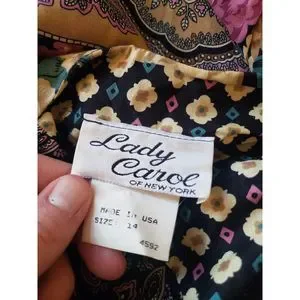 Lady
Carol
OF NEW YORK
MADE IN USA
SIZE: 14
4592